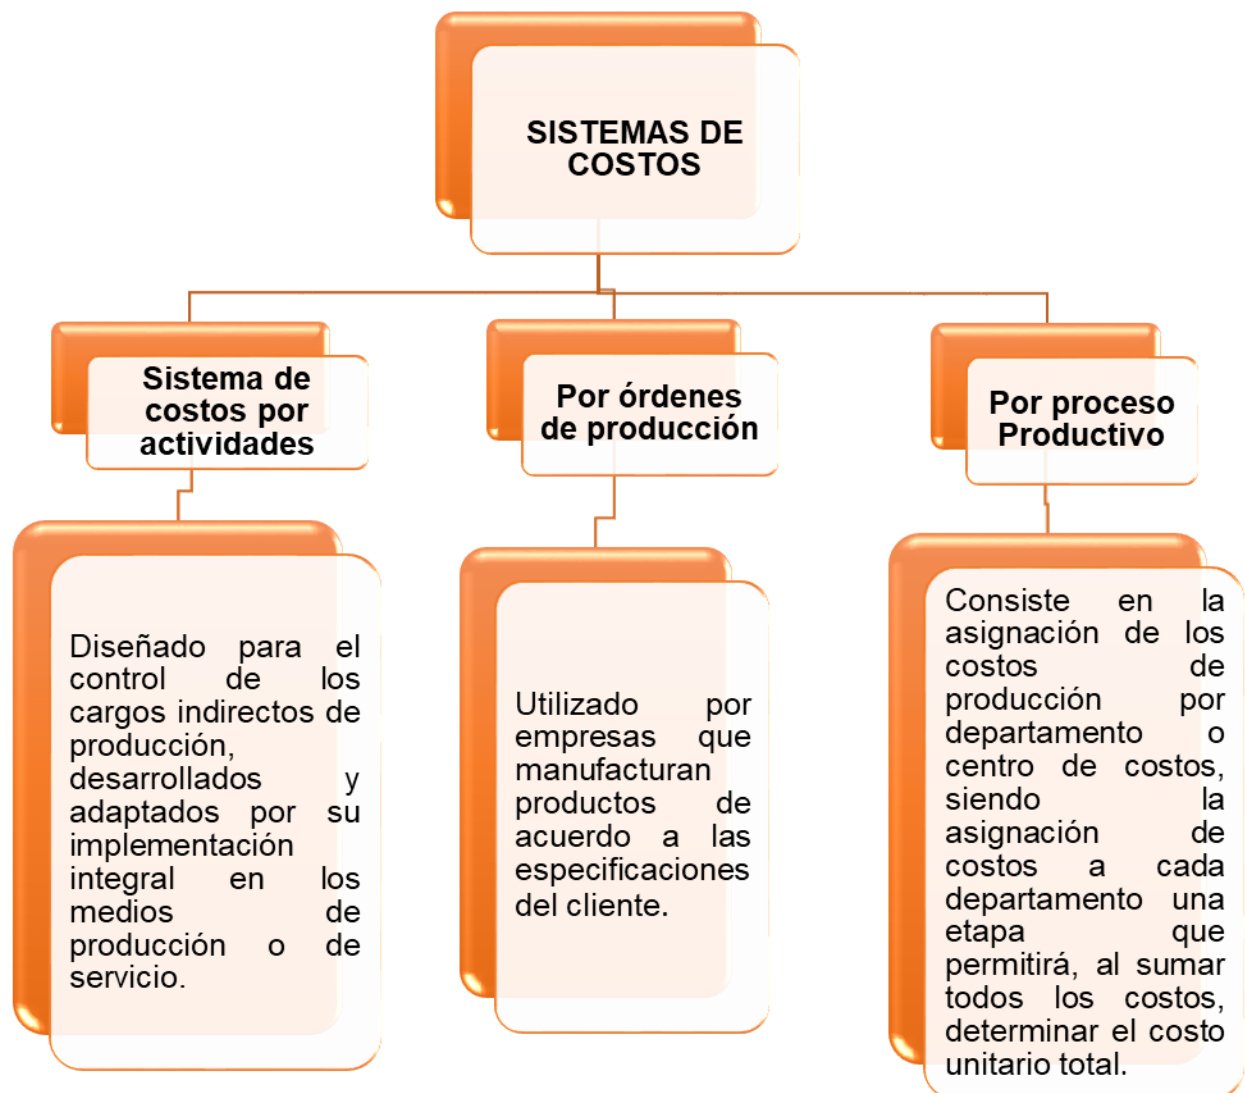 SISTEMAS DE
COSTOS
Sistema de
costos por
actividades
Por órdenes
de producción
Por proceso
Productivo
Diseñado para el
control de los
cargos indirectos de
producción,
desarrollados y
adaptados por su
implementación
integral en los
medios de
producción o de
servicio.
Utilizado por
empresas que
manufacturan
productos de
acuerdo a las
especificaciones
del cliente.
Consiste en la
asignación de los
costos de
producción por
departamento o
centro de costos,
siendo la
asignación de
costos a cada
departamento una
etapa que
permitirá, al sumar
todos los costos,
determinar el costo
unitario total.